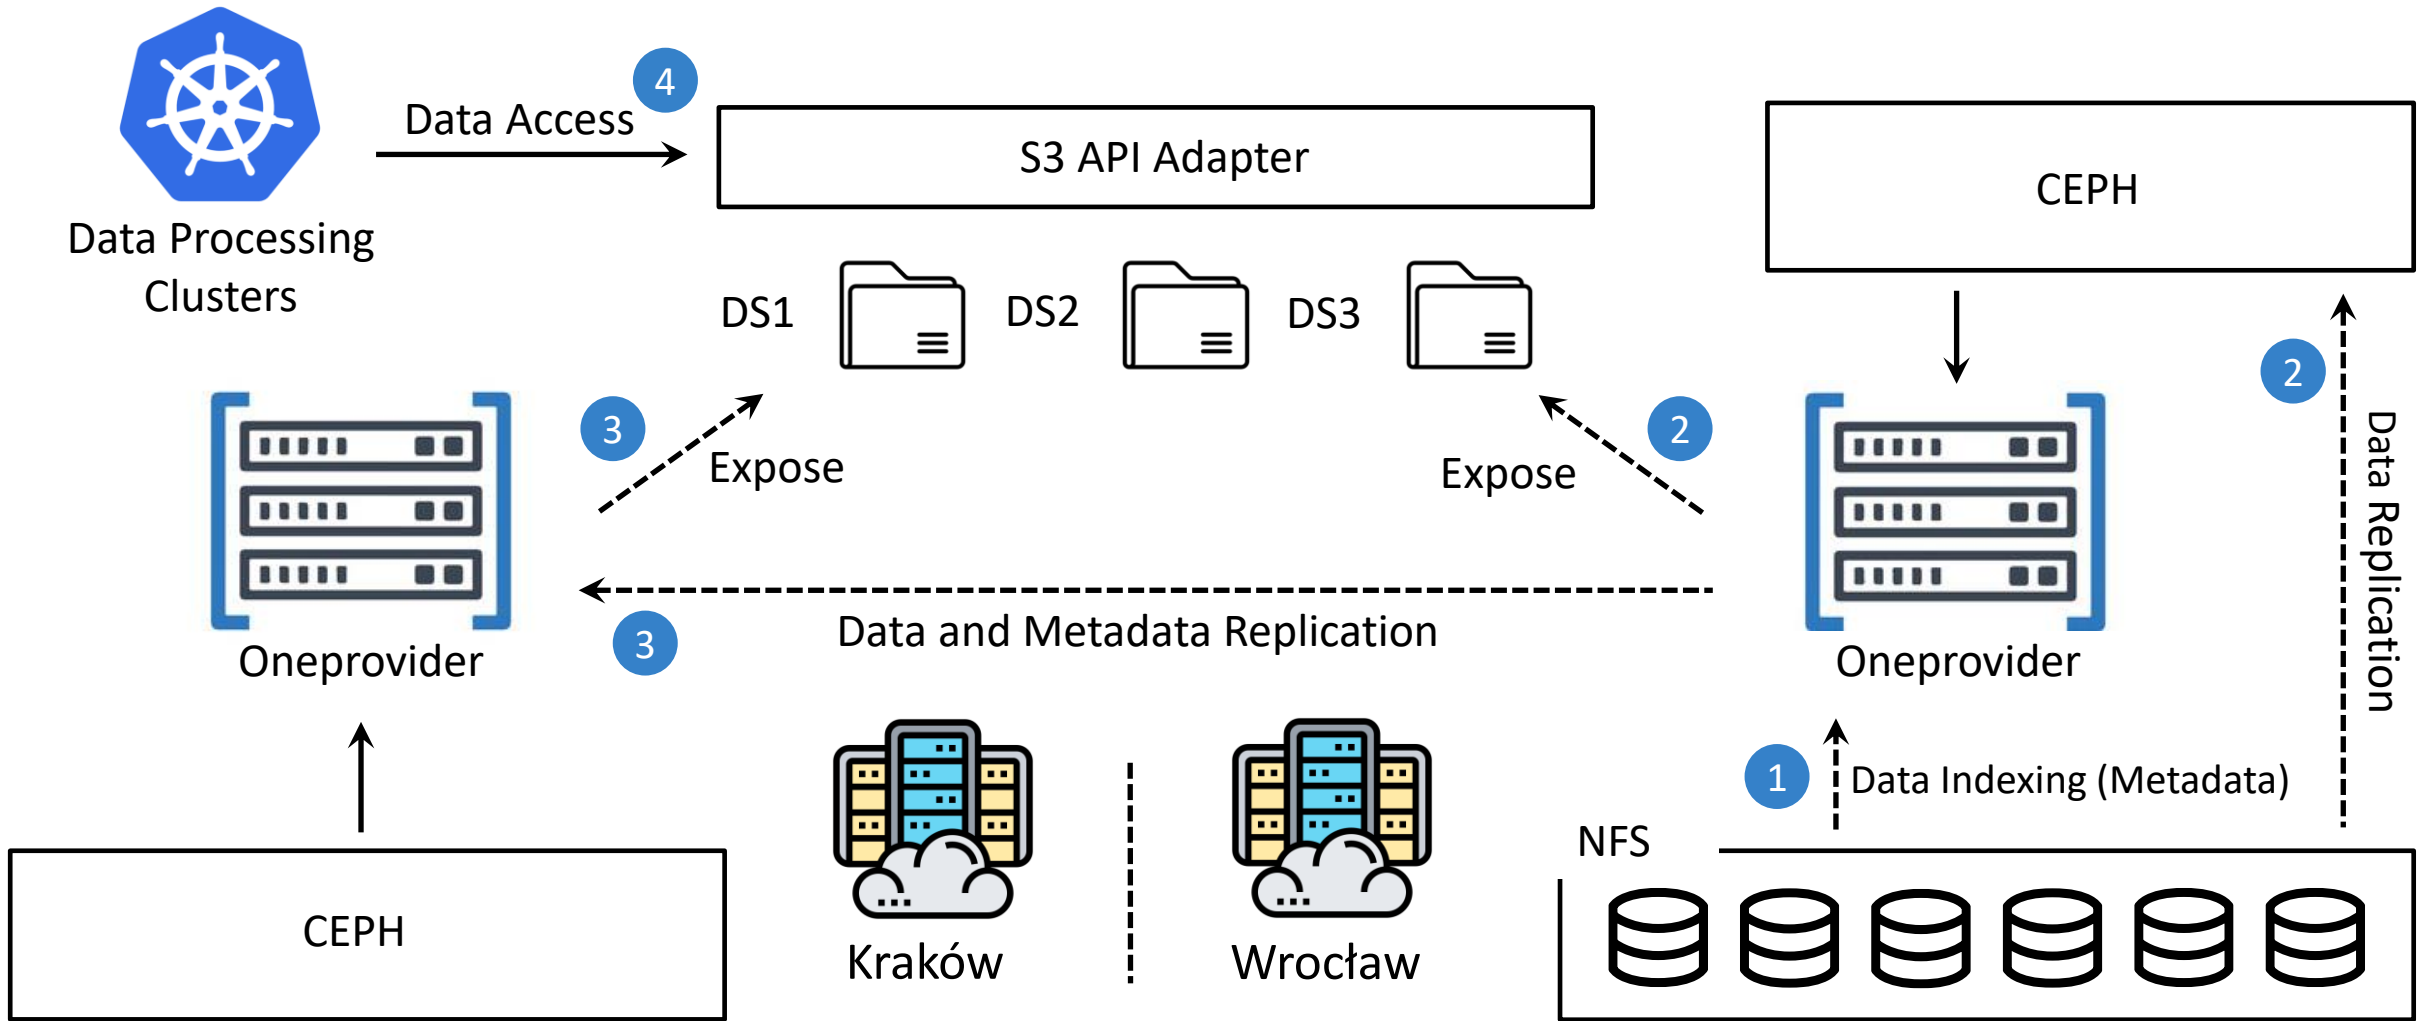 4
Data Access
S3 API Adapter
CEPH
Data Processing
Clusters
DS1
DS2
DS3
3
Expose
2
Expose
2
Data Replication
3
Data and Metadata Replication
Oneprovider
Oneprovider
1
Data Indexing (Metadata)
NFS
CEPH
Kraków
Wrocław